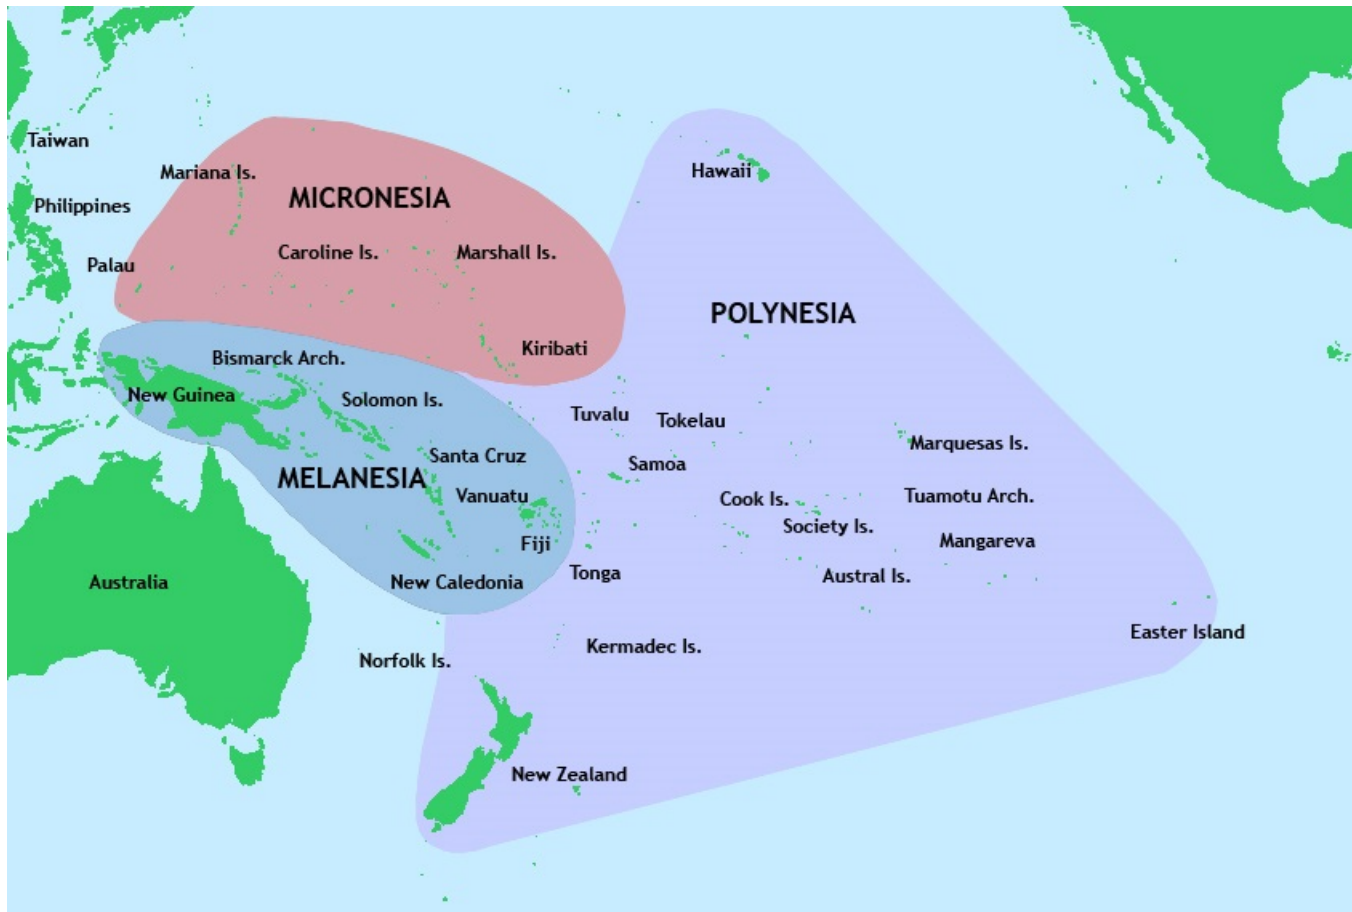 Taiwan
Mariana Is.
Hawaii
MICRONESIA
Philippines
Caroline Is.
Marshall Is.
Palau
POLYNESIA
Kiribati
Bismarck Arch.
New Guinea
Solomon Is.
Tuvalu
Tokelau
Marquesas Is.
Santa Cruz
Samoa
MELANESIA
Vanuatu
Cook Is.
Tuamotu Arch.
Society Is.
Fiji
Mangareva
Tonga
Austral Is.
Australia
New Caledonia
Easter Island
Kermadec Is.
Norfolk Is.
New Zealand